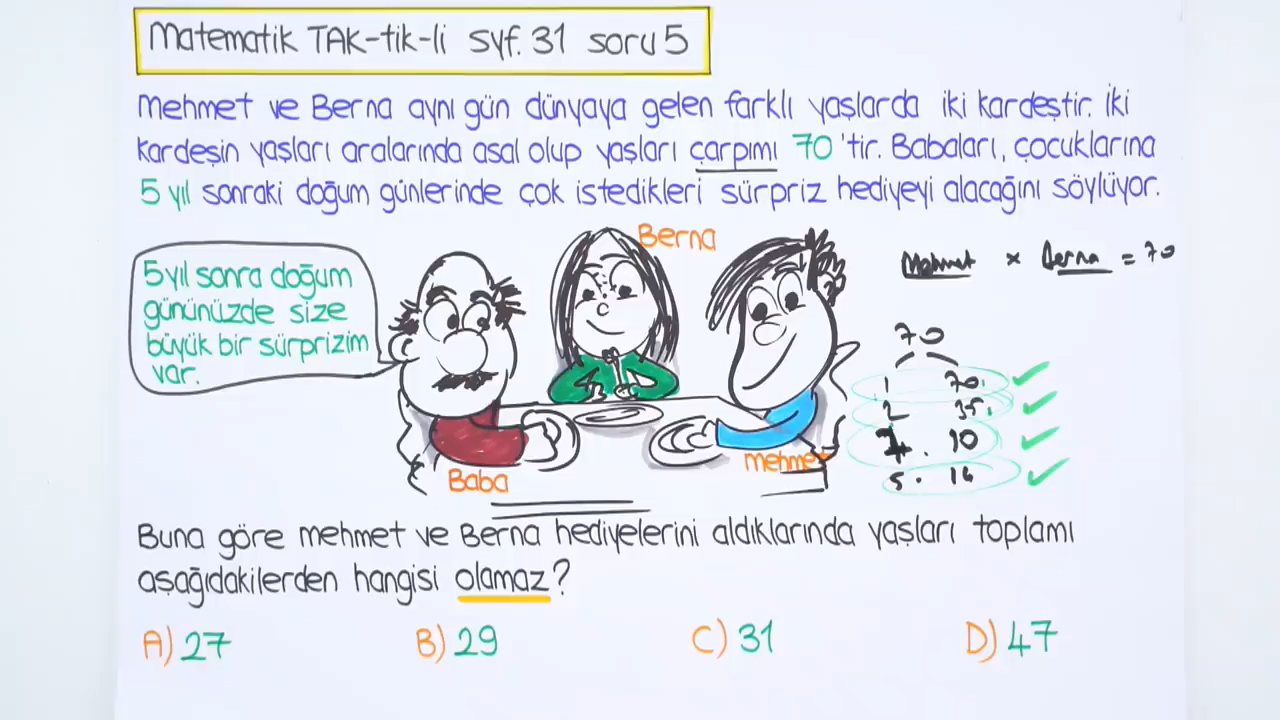 Matematik TAK-tik-li syf. 31 soru 5
Mehmet ve Berna aynı gün dünyaya gelen farklı yaşlarda iki kardeştir. İki
kardeşin yaşları aralarında asal olup yaşları çarpımı 70 'tir. Babaları, çocuklarına
5 yıl sonraki doğum günlerinde çok istedikleri sürpriz hediyeyi alacağını söylüyor.
Berna
5 yıl sonra doğum
gününüzde size
büyük bir sürprizim
var.
Mehmet × Berna = 70
70
1 70
2 35
7 . 10
5 . 14
Mehmet
Baba
Buna göre mehmet ve Berna hediyelerini aldıklarında yaşları toplamı
aşağıdakilerden hangisi olamaz?
A) 27 B) 29 C) 31 D) 47